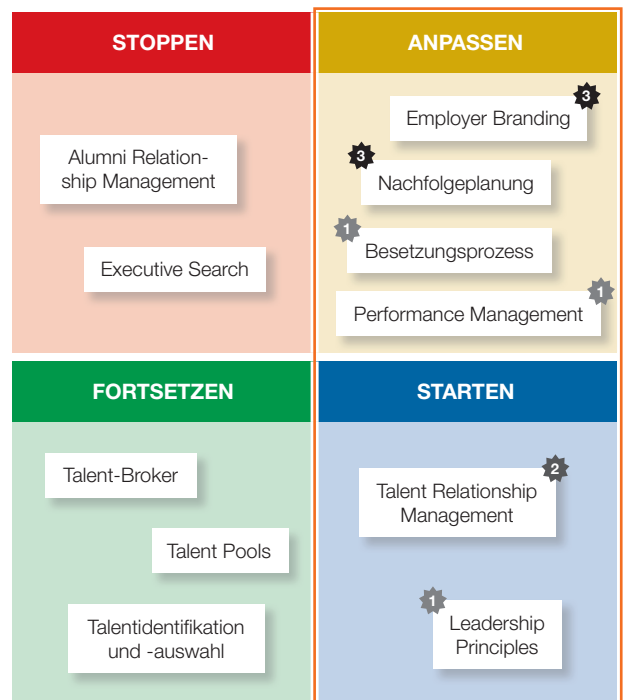 STOPPEN
Alumni Relation-
ship Management
Executive Search
ANPASSEN
3
Employer Branding
3
Nachfolgeplanung
1
Besetzungsprozess
1
Performance Management
FORTSETZEN
Talent-Broker
Talent Pools
Talentidentifikation
und -auswahl
STARTEN
2
Talent Relationship
Management
1
Leadership
Principles